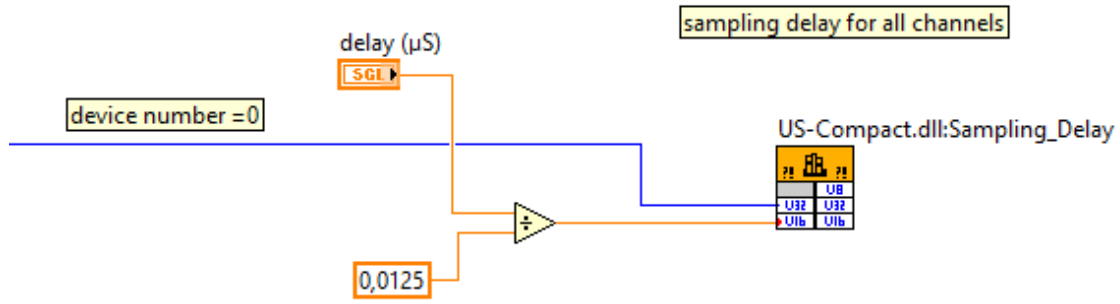 sampling delay for all channels
delay (µS)
SGL
device number =0
US-Compact.dll:Sampling_Delay
?! ?!
U8
U32 U32
U16 U16
÷
0,0125